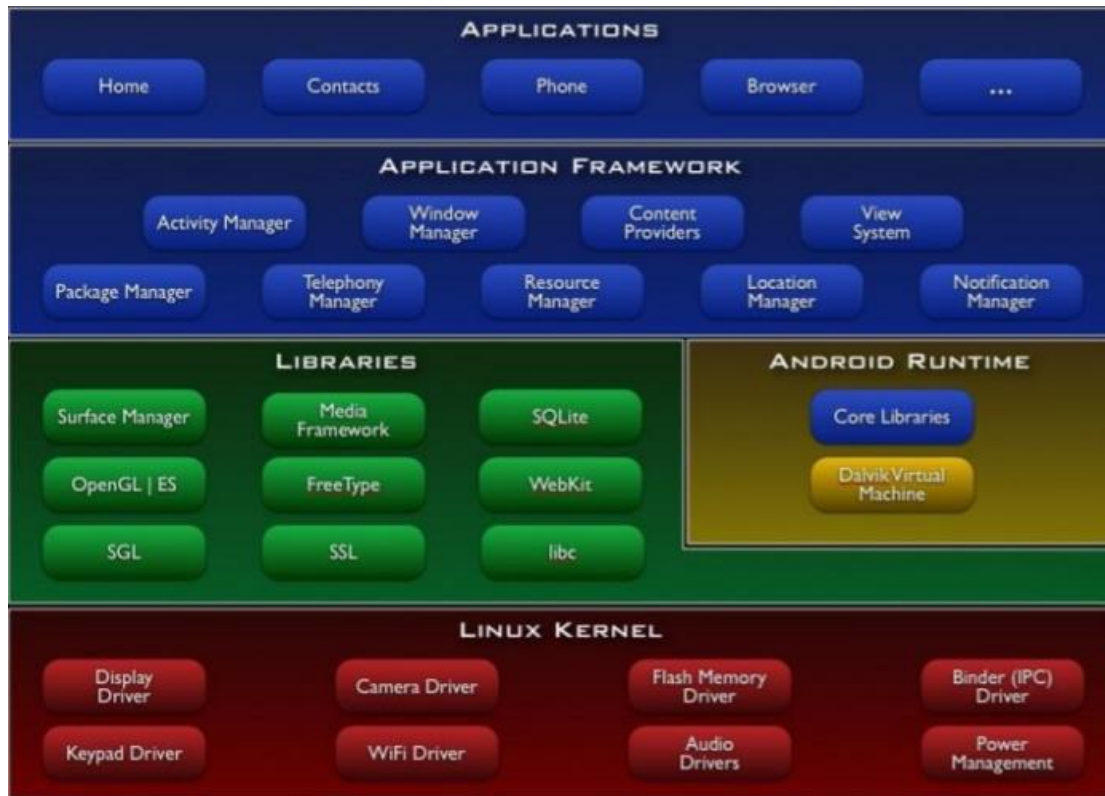 APPLICATIONS
Home
Contacts
Phone
Browser
...
APPLICATION FRAMEWORK
Activity Manager
Window
Manager
Content
Providers
View
System
Package Manager
Telephony
Manager
Resource
Manager
Location
Manager
Notification
Manager
LIBRARIES
Surface Manager
Media
Framework
SQLite
OpenGL | ES
FreeType
WebKit
SGL
SSL
libc
ANDROID RUNTIME
Core Libraries
Dalvik Virtual
Machine
LINUX KERNEL
Display
Driver
Camera Driver
Flash Memory
Driver
Binder (IPC)
Driver
Keypad Driver
WiFi Driver
Audio
Drivers
Power
Management